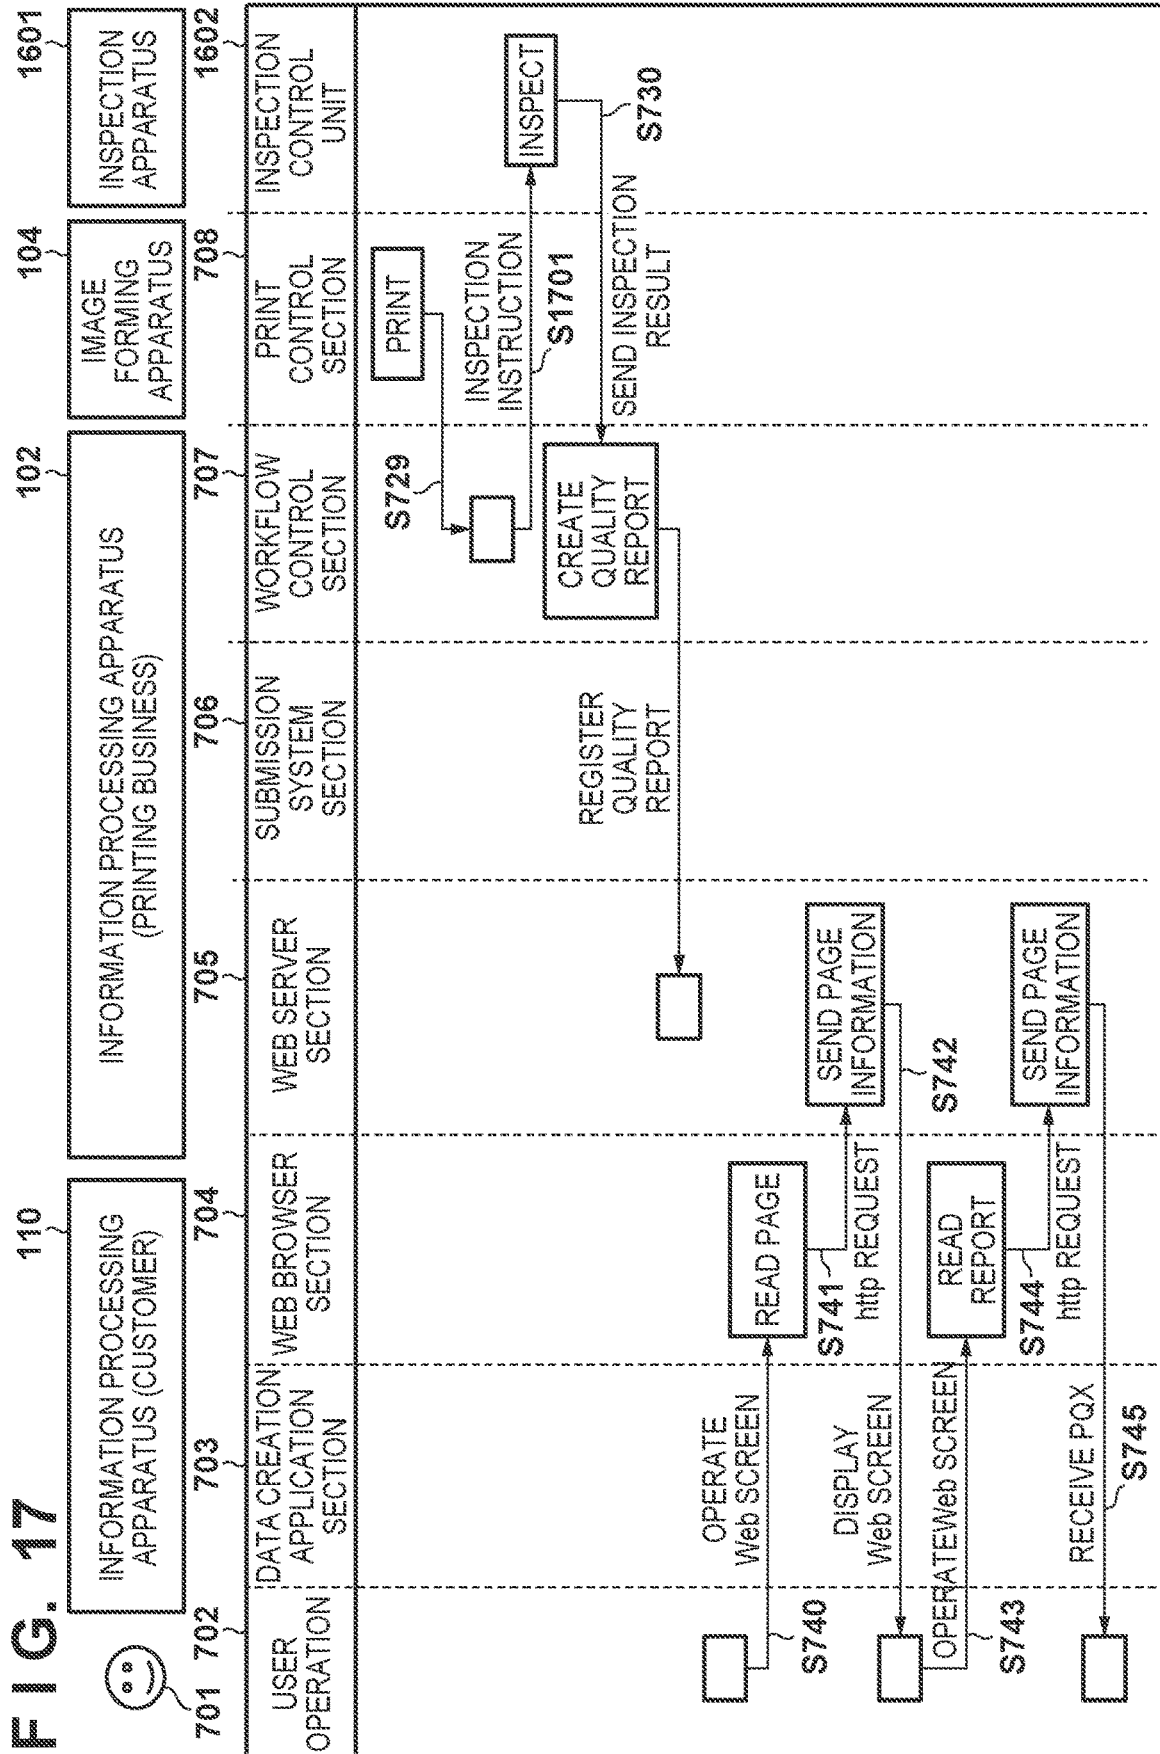 FIG. 17
701
INFORMATION PROCESSING
APPARATUS (CUSTOMER)
110
INFORMATION PROCESSING APPARATUS
(PRINTING BUSINESS)
102
IMAGE
FORMING
APPARATUS
104
INSPECTION
APPARATUS
1601
702
703
704
705
706
707
708
1602
USER
OPERATION
DATA CREATION
APPLICATION
SECTION
WEB BROWSER
SECTION
WEB SERVER
SECTION
SUBMISSION
SYSTEM
SECTION
WORKFLOW
CONTROL
SECTION
PRINT
CONTROL
SECTION
INSPECTION
CONTROL
UNIT
PRINT
S729
INSPECTION
INSTRUCTION
S1701
INSPECT
S730
SEND INSPECTION
RESULT
CREATE
QUALITY
REPORT
REGISTER
QUALITY
REPORT
OPERATE
Web SCREEN
S740
READ PAGE
S741
http REQUEST
SEND PAGE
INFORMATION
S742
DISPLAY
Web SCREEN
OPERATEWeb SCREEN
S743
READ
REPORT
S744
http REQUEST
SEND PAGE
INFORMATION
RECEIVE PQX
S745